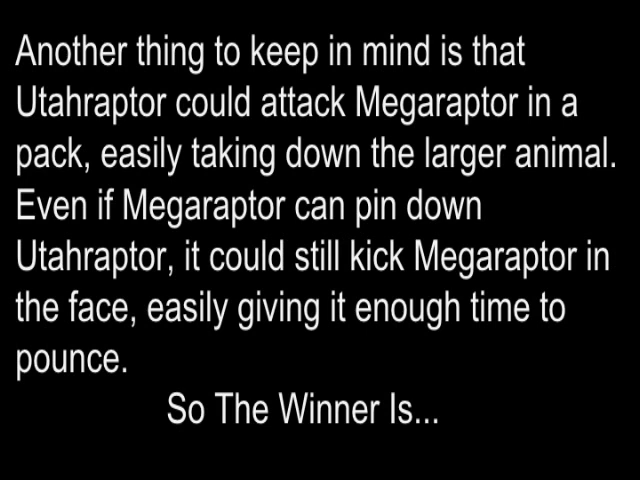 Another thing to keep in mind is that
Utahraptor could attack Megaraptor in a
pack, easily taking down the larger animal.
Even if Megaraptor can pin down
Utahraptor, it could still kick Megaraptor in
the face, easily giving it enough time to
pounce.
So The Winner Is...